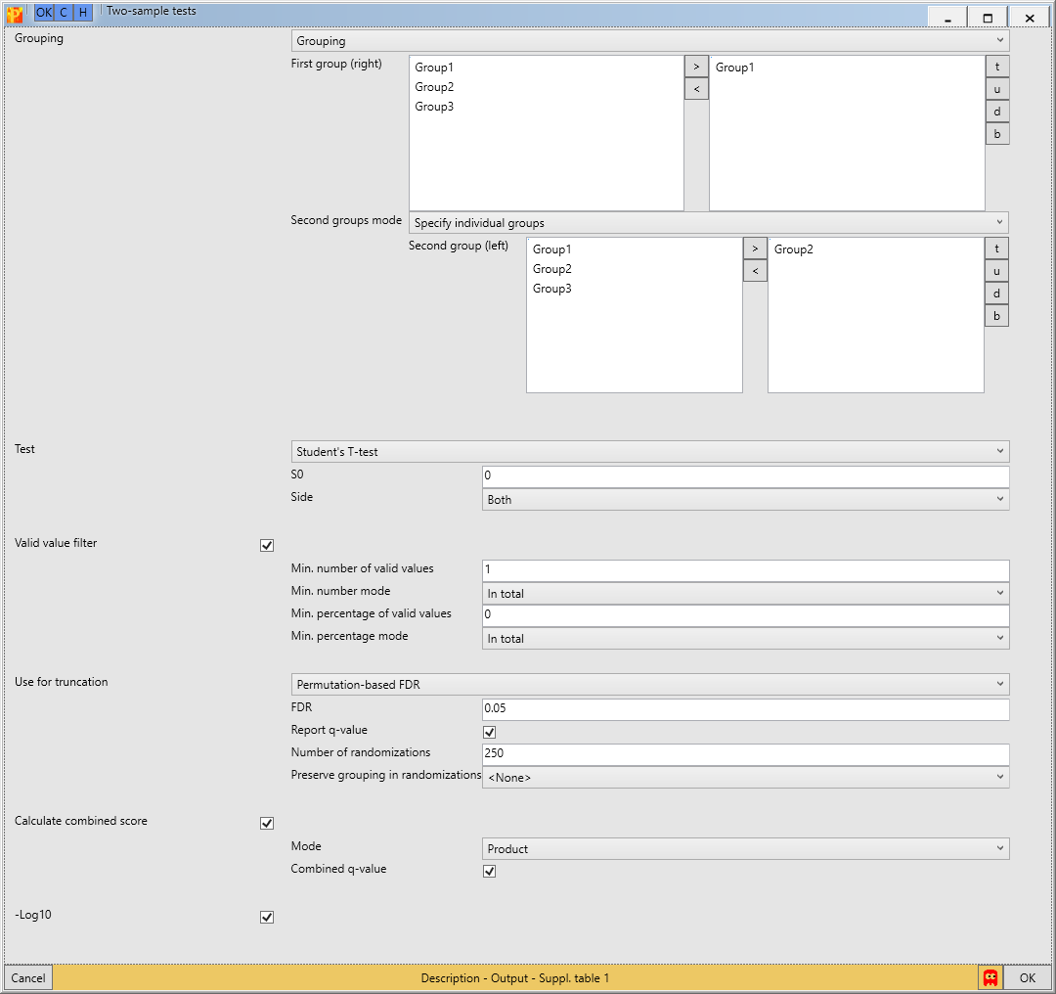 OK C H Two-sample tests
Grouping Grouping
First group (right) Group1 > Group1 t
Group2 < u
Group3 d
b
Second groups mode Specify individual groups
Second group (left) Group1 > Group2 t
Group2 < u
Group3 d
b
Test Student's T-test
S0 0
Side Both
Valid value filter
Min. number of valid values 1
Min. number mode In total
Min. percentage of valid values 0
Min. percentage mode In total
Use for truncation Permutation-based FDR
FDR 0.05
Report q-value
Number of randomizations 250
Preserve grouping in randomizations <None>
Calculate combined score
Mode Product
Combined q-value
-Log10
Cancel Description - Output - Suppl. table 1 OK